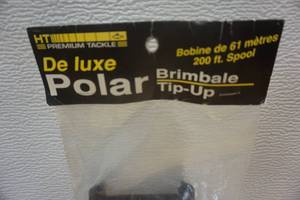 HT
PREMIUM TACKLE
Bobine de 61 mètres
200 ft. Spool
De luxe
Polar
Brimbale
Tip-Up